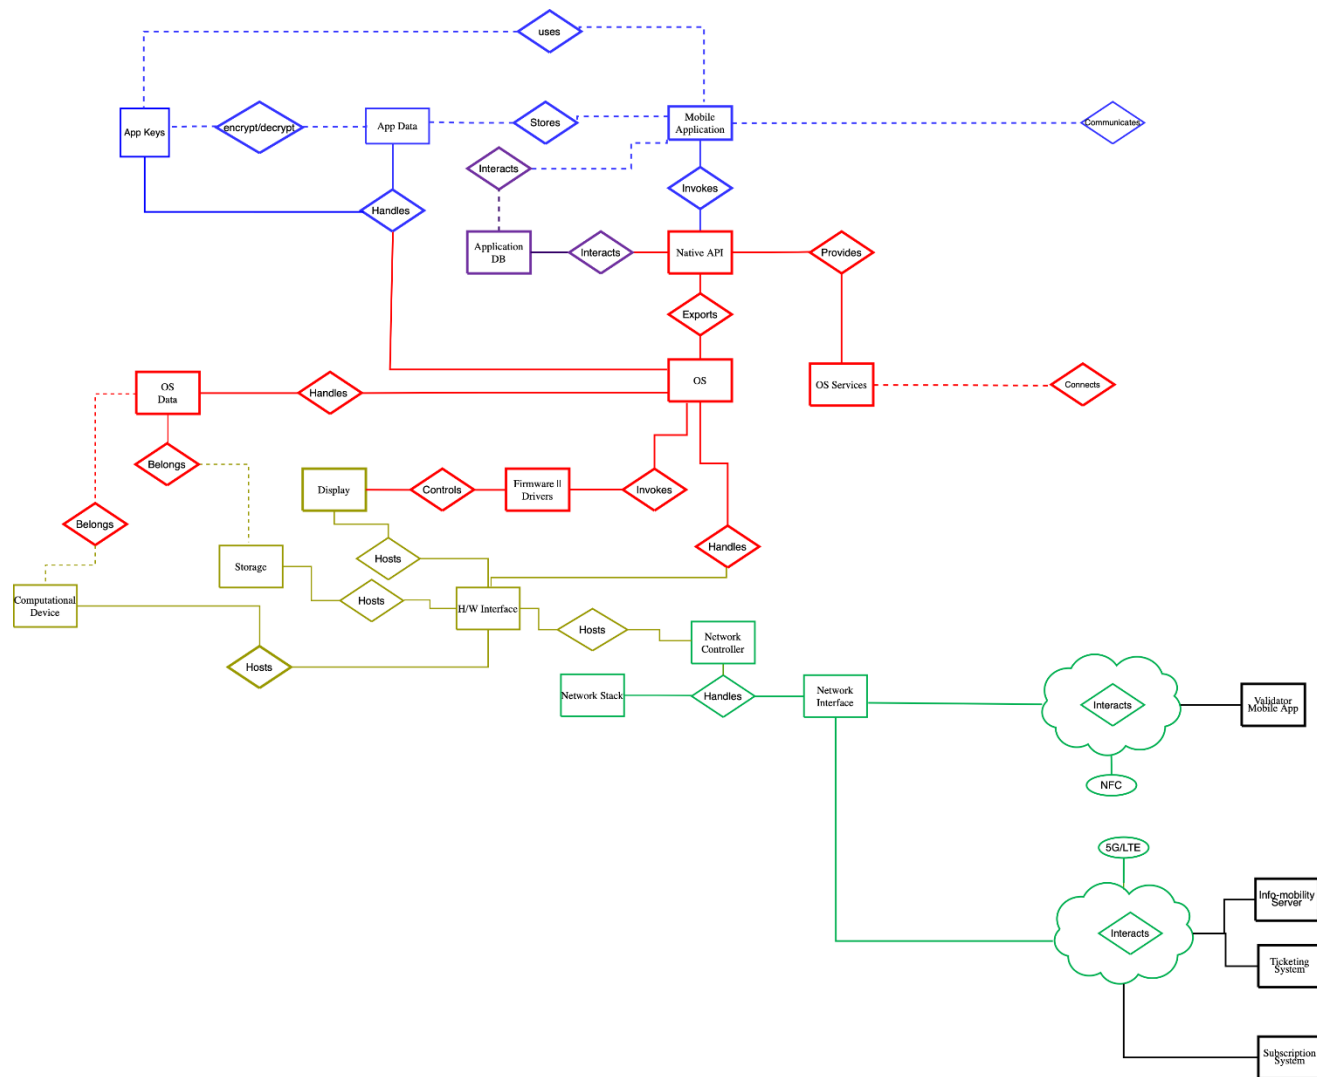 uses
App Keys
encrypt/decrypt
App Data
Stores
Mobile
Application
Communicates
Interacts
Invokes
Handles
Application
DB
Interacts
Native API
Provides
Exports
OS
Data
Handles
OS
OS Services
Connects
Belongs
Display
Controls
Firmware ||
Drivers
Invokes
Belongs
Handles
Hosts
Storage
Computational
Device
Hosts
H/W Interface
Hosts
Network
Controller
Hosts
Network Stack
Handles
Network
Interface
Interacts
Validator
Mobile App
NFC
5G/LTE
Info-mobility
Server
Interacts
Ticketing
System
Subscription
System